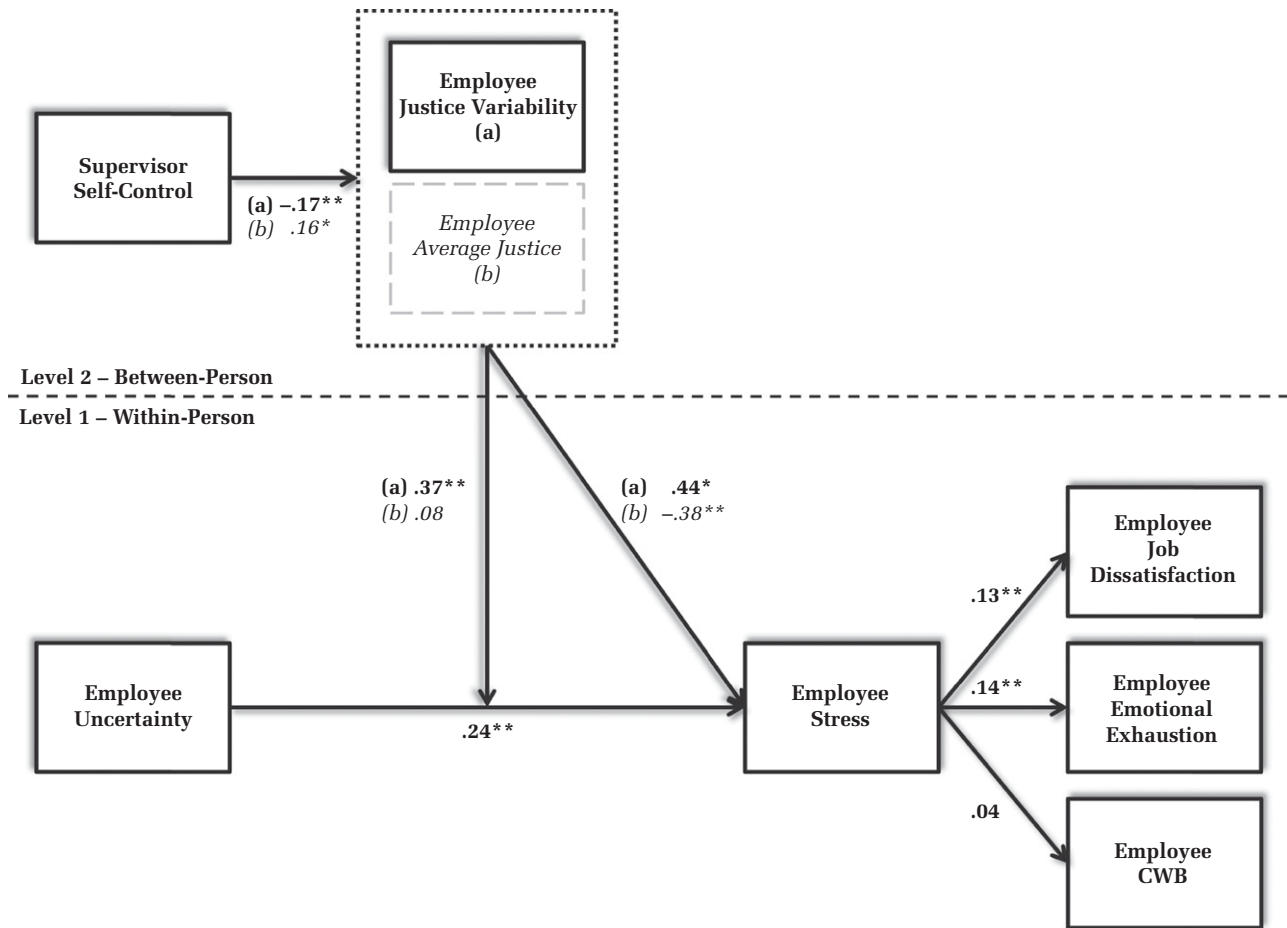 Employee
Justice Variability
(a)
Supervisor
Self-Control
(a) –.17**
(b) .16*
Employee
Average Justice
(b)
Level 2 – Between-Person
Level 1 – Within-Person
(a) .37**
(b) .08
(a) .44*
(b) –.38**
Employee
Job
Dissatisfaction
.13**
Employee
Uncertainty
.24**
Employee
Stress
.14**
Employee
Emotional
Exhaustion
.04
Employee
CWB